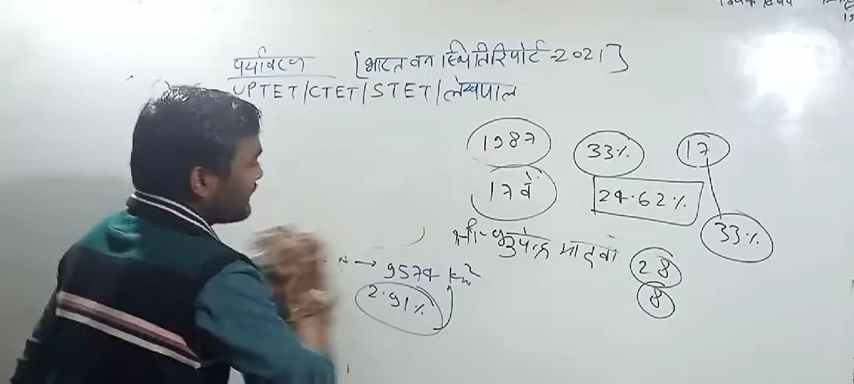 पर्यावरण [भारत वन स्थिति रिपोर्ट-2021]
UPTET/CTET/STET/लेखपाल
1987 33% 17
17वें 24.62%
33%
श्री भूपेन्द्र यादव 28
8
→ 9574 km²
2.91%